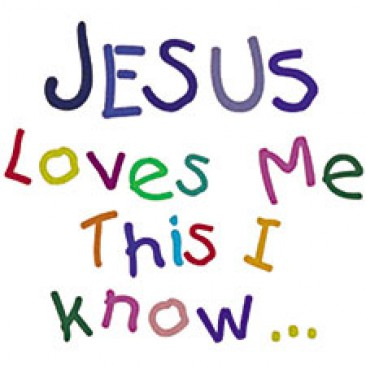 JESUS
Loves Me
This I
know...